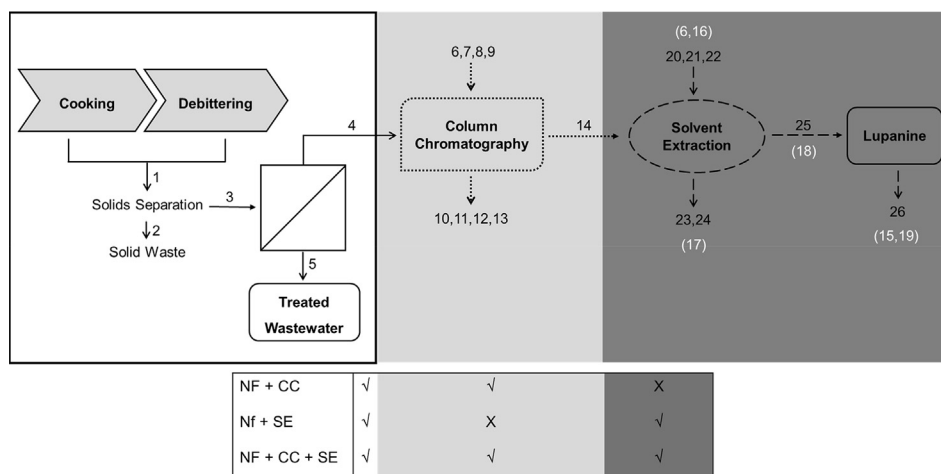 Cooking
Debittering
1
Solids Separation
2
Solid Waste
3
4
5
Treated
Wastewater
6,7,8,9
Column
Chromatography
10,11,12,13
14
(6,16)
20,21,22
Solvent
Extraction
23,24
(17)
25
(18)
Lupanine
26
(15,19)
NF + CC √ √ X
Nf + SE √ X √
NF + CC + SE √ √ √